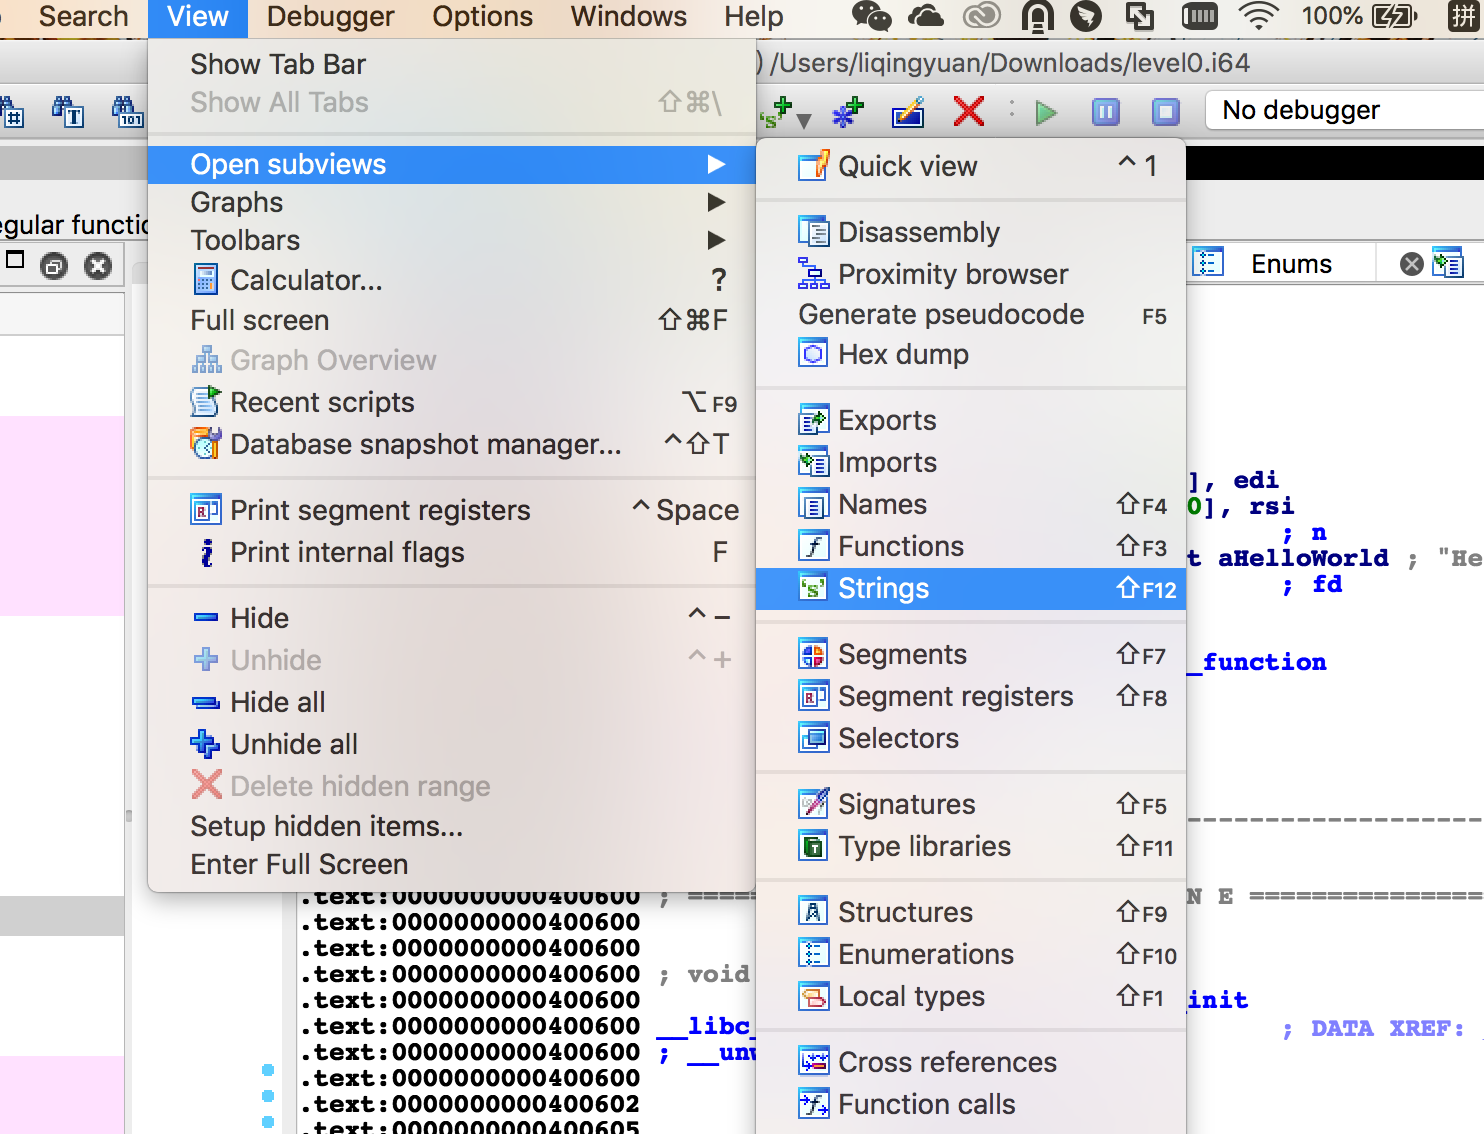 Search View Debugger Options Windows Help 100% 拼
) /Users/liqingyuan/Downloads/level0.i64
No debugger
egular functio
Enums
Show Tab Bar
Show All Tabs ⇧⌘\
Open subviews ▶
Graphs ▶
Toolbars ▶
Calculator... ?
Full screen ⇧⌘F
Graph Overview
Recent scripts ⌥F9
Database snapshot manager... ^⇧T
Print segment registers ^Space
Print internal flags F
Hide ^−
Unhide ^+
Hide all
Unhide all
Delete hidden range
Setup hidden items...
Enter Full Screen
Quick view ^1
Disassembly
Proximity browser
Generate pseudocode F5
Hex dump
Exports
Imports
Names ⇧F4
Functions ⇧F3
Strings ⇧F12
Segments ⇧F7
Segment registers ⇧F8
Selectors
Signatures ⇧F5
Type libraries ⇧F11
Structures ⇧F9
Enumerations ⇧F10
Local types ⇧F1
Cross references
Function calls
], edi
0], rsi
; n
t aHelloWorld ; "He
; fd
_function
--------------------
.text:0000000000400600 ; ===== N E ===============
.text:0000000000400600
.text:0000000000400600
.text:0000000000400600 ; void
.text:0000000000400600 init
.text:0000000000400600 __libc_ ; DATA XREF:
.text:0000000000400600 ; __unw
.text:0000000000400600
.text:0000000000400602
.text:0000000000400605